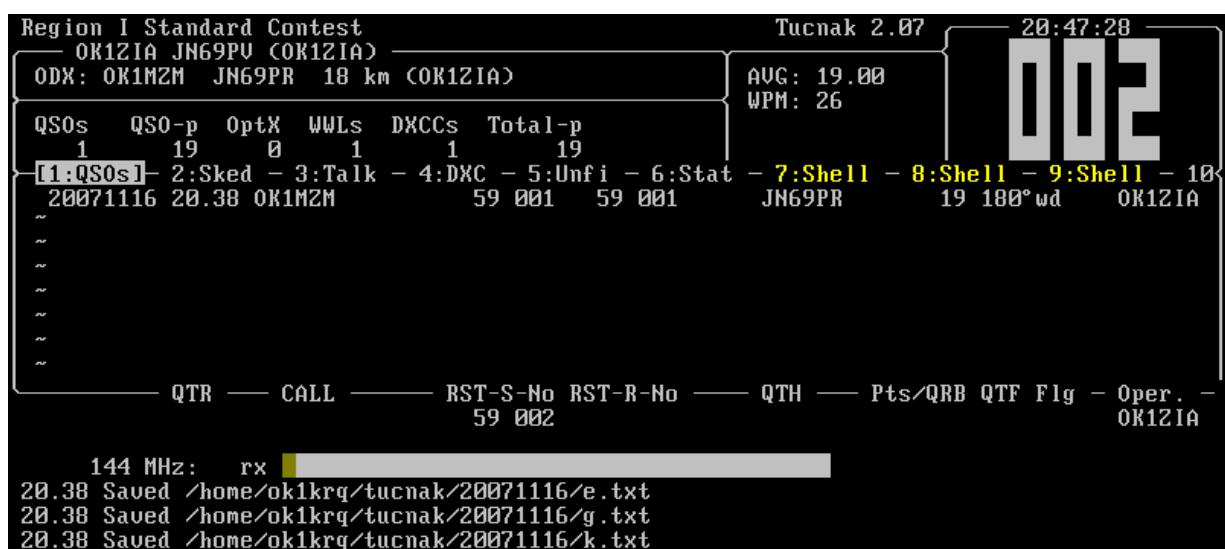 Region I Standard Contest Tucnak 2.07 20:47:28
OK1ZIA JN69PV (OK1ZIA)
ODX: OK1MZM JN69PR 18 km (OK1ZIA) AVG: 19.00 002
WPM: 26
QSOs QSO-p OptX WWLs DXCCs Total-p
1 19 0 1 1 19
[1:QSOs] - 2:Sked - 3:Talk - 4:DXC - 5:Unfi - 6:Stat - 7:Shell - 8:Shell - 9:Shell - 10
20071116 20.38 OK1MZM 59 001 59 001 JN69PR 19 180°wd OK1ZIA
~
~
~
~
~
~
~
QTR CALL RST-S-No RST-R-No QTH Pts/QRB QTF Flg - Oper. -
59 002 OK1ZIA
144 MHz: rx
20.38 Saved /home/ok1krq/tucnak/20071116/e.txt
20.38 Saved /home/ok1krq/tucnak/20071116/g.txt
20.38 Saved /home/ok1krq/tucnak/20071116/k.txt